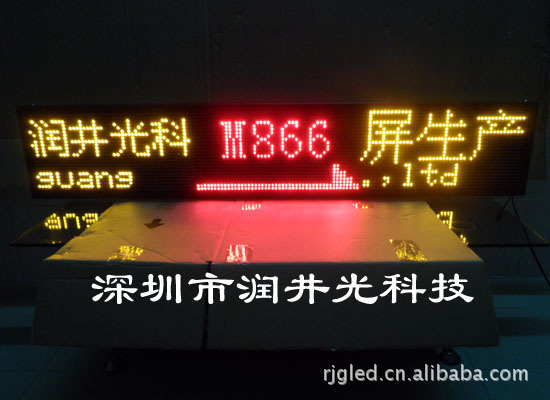 润井光科 M866 屏生产
guang .,ltd
深圳市润井光科技
rjgled.cn.alibaba.com